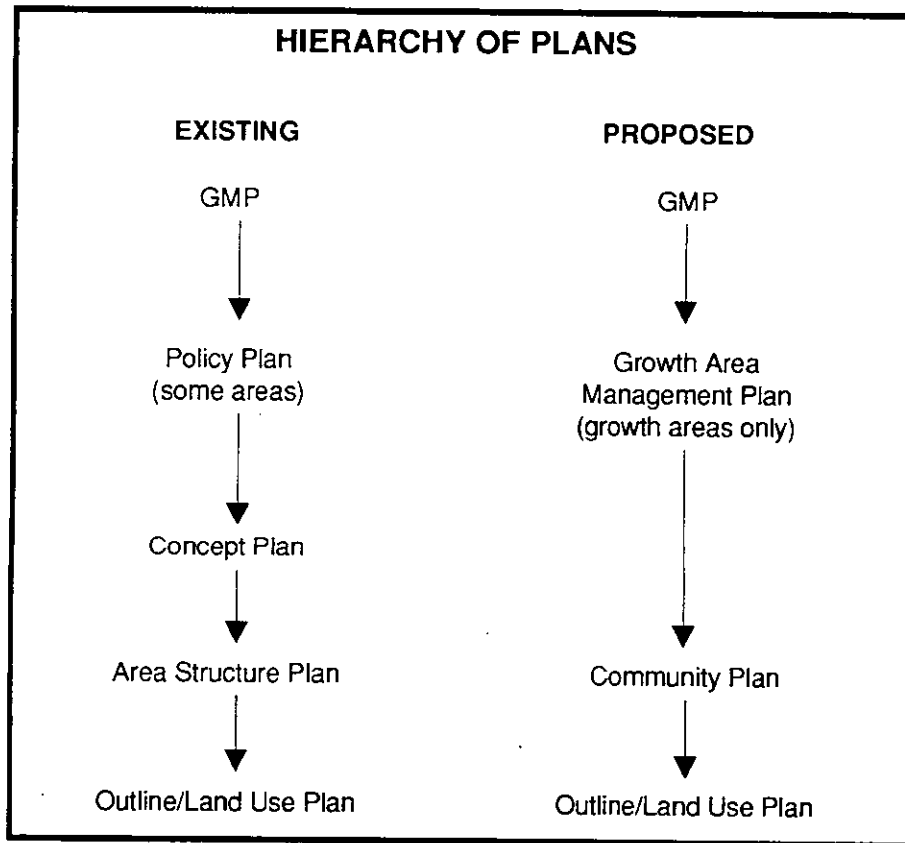 HIERARCHY OF PLANS
EXISTING
GMP
Policy Plan
(some areas)
Concept Plan
Area Structure Plan
Outline/Land Use Plan
PROPOSED
GMP
Growth Area
Management Plan
(growth areas only)
Community Plan
Outline/Land Use Plan